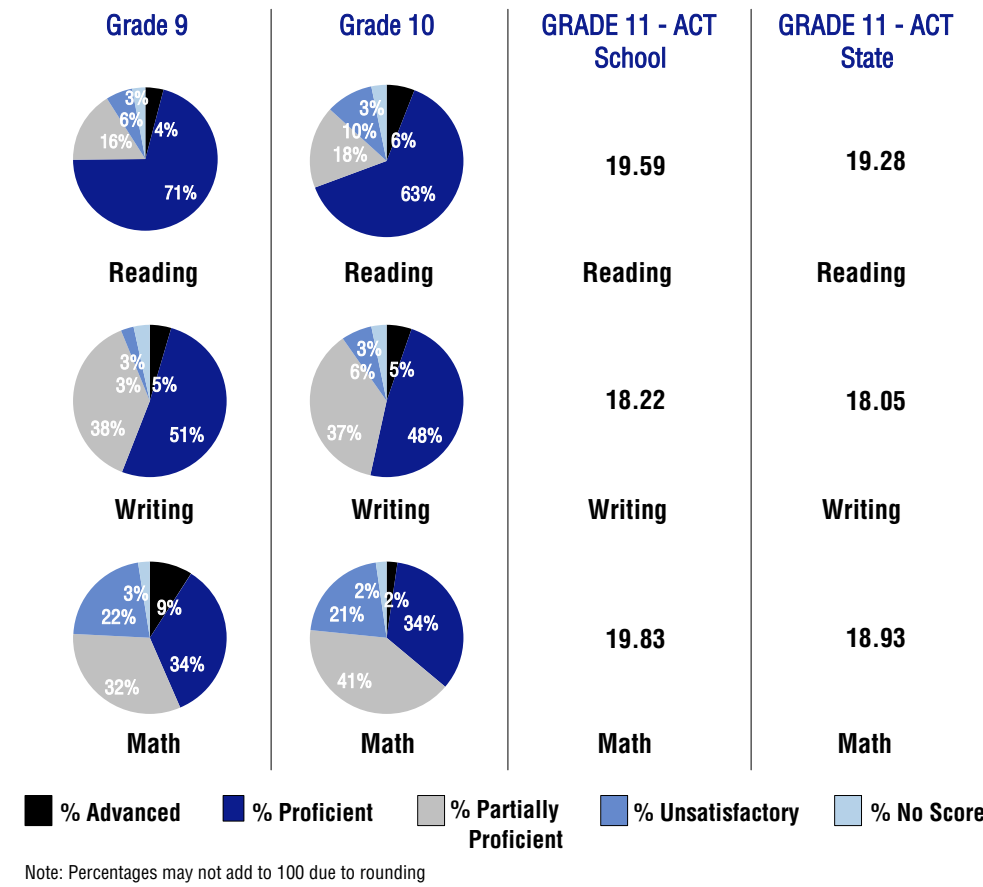 Grade 9
Grade 10
GRADE 11 - ACT
School
GRADE 11 - ACT
State
3%
6%
4%
16%
71%
3%
10%
6%
18%
63%
19.59
19.28
Reading
Reading
Reading
Reading
3%
3%
5%
38%
51%
3%
6%
5%
37%
48%
18.22
18.05
Writing
Writing
Writing
Writing
3%
9%
22%
34%
32%
2%
2%
21%
34%
41%
19.83
18.93
Math
Math
Math
Math
% Advanced
% Proficient
% Partially
Proficient
% Unsatisfactory
% No Score
Note: Percentages may not add to 100 due to rounding